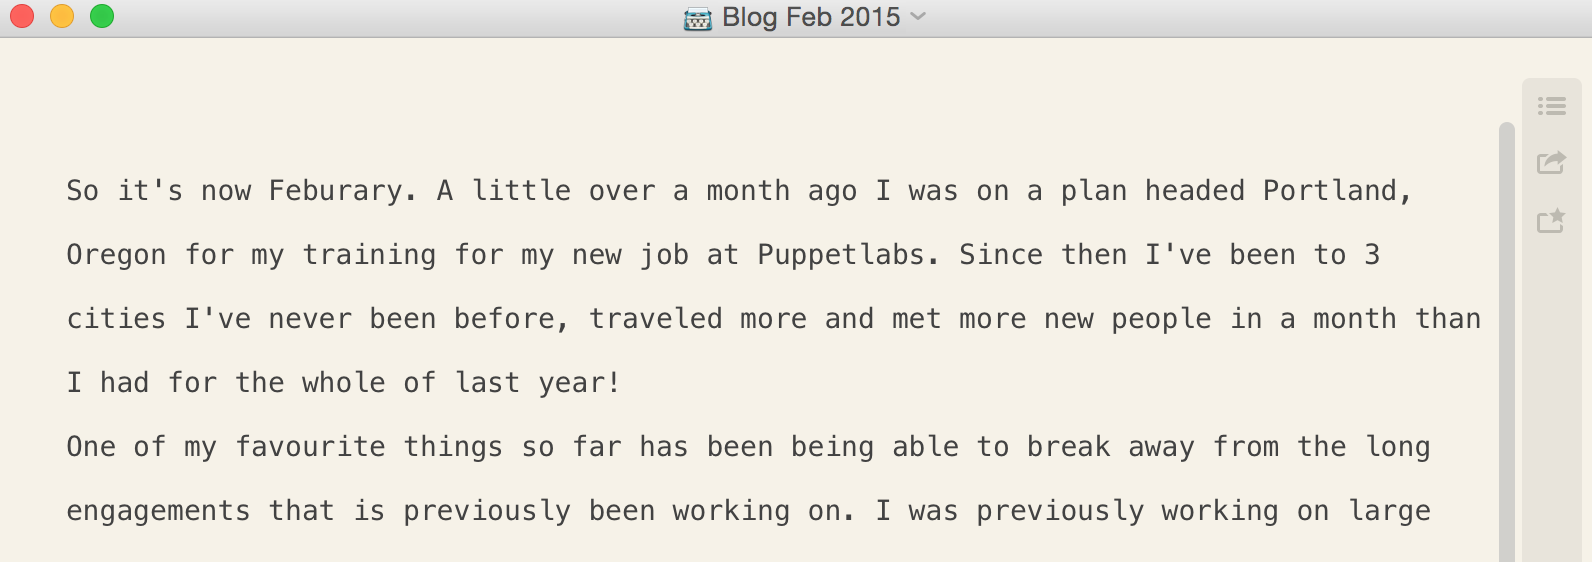 Blog Feb 2015
So it's now Feburary. A little over a month ago I was on a plan headed Portland,
Oregon for my training for my new job at Puppetlabs. Since then I've been to 3
cities I've never been before, traveled more and met more new people in a month than
I had for the whole of last year!
One of my favourite things so far has been being able to break away from the long
engagements that is previously been working on. I was previously working on large